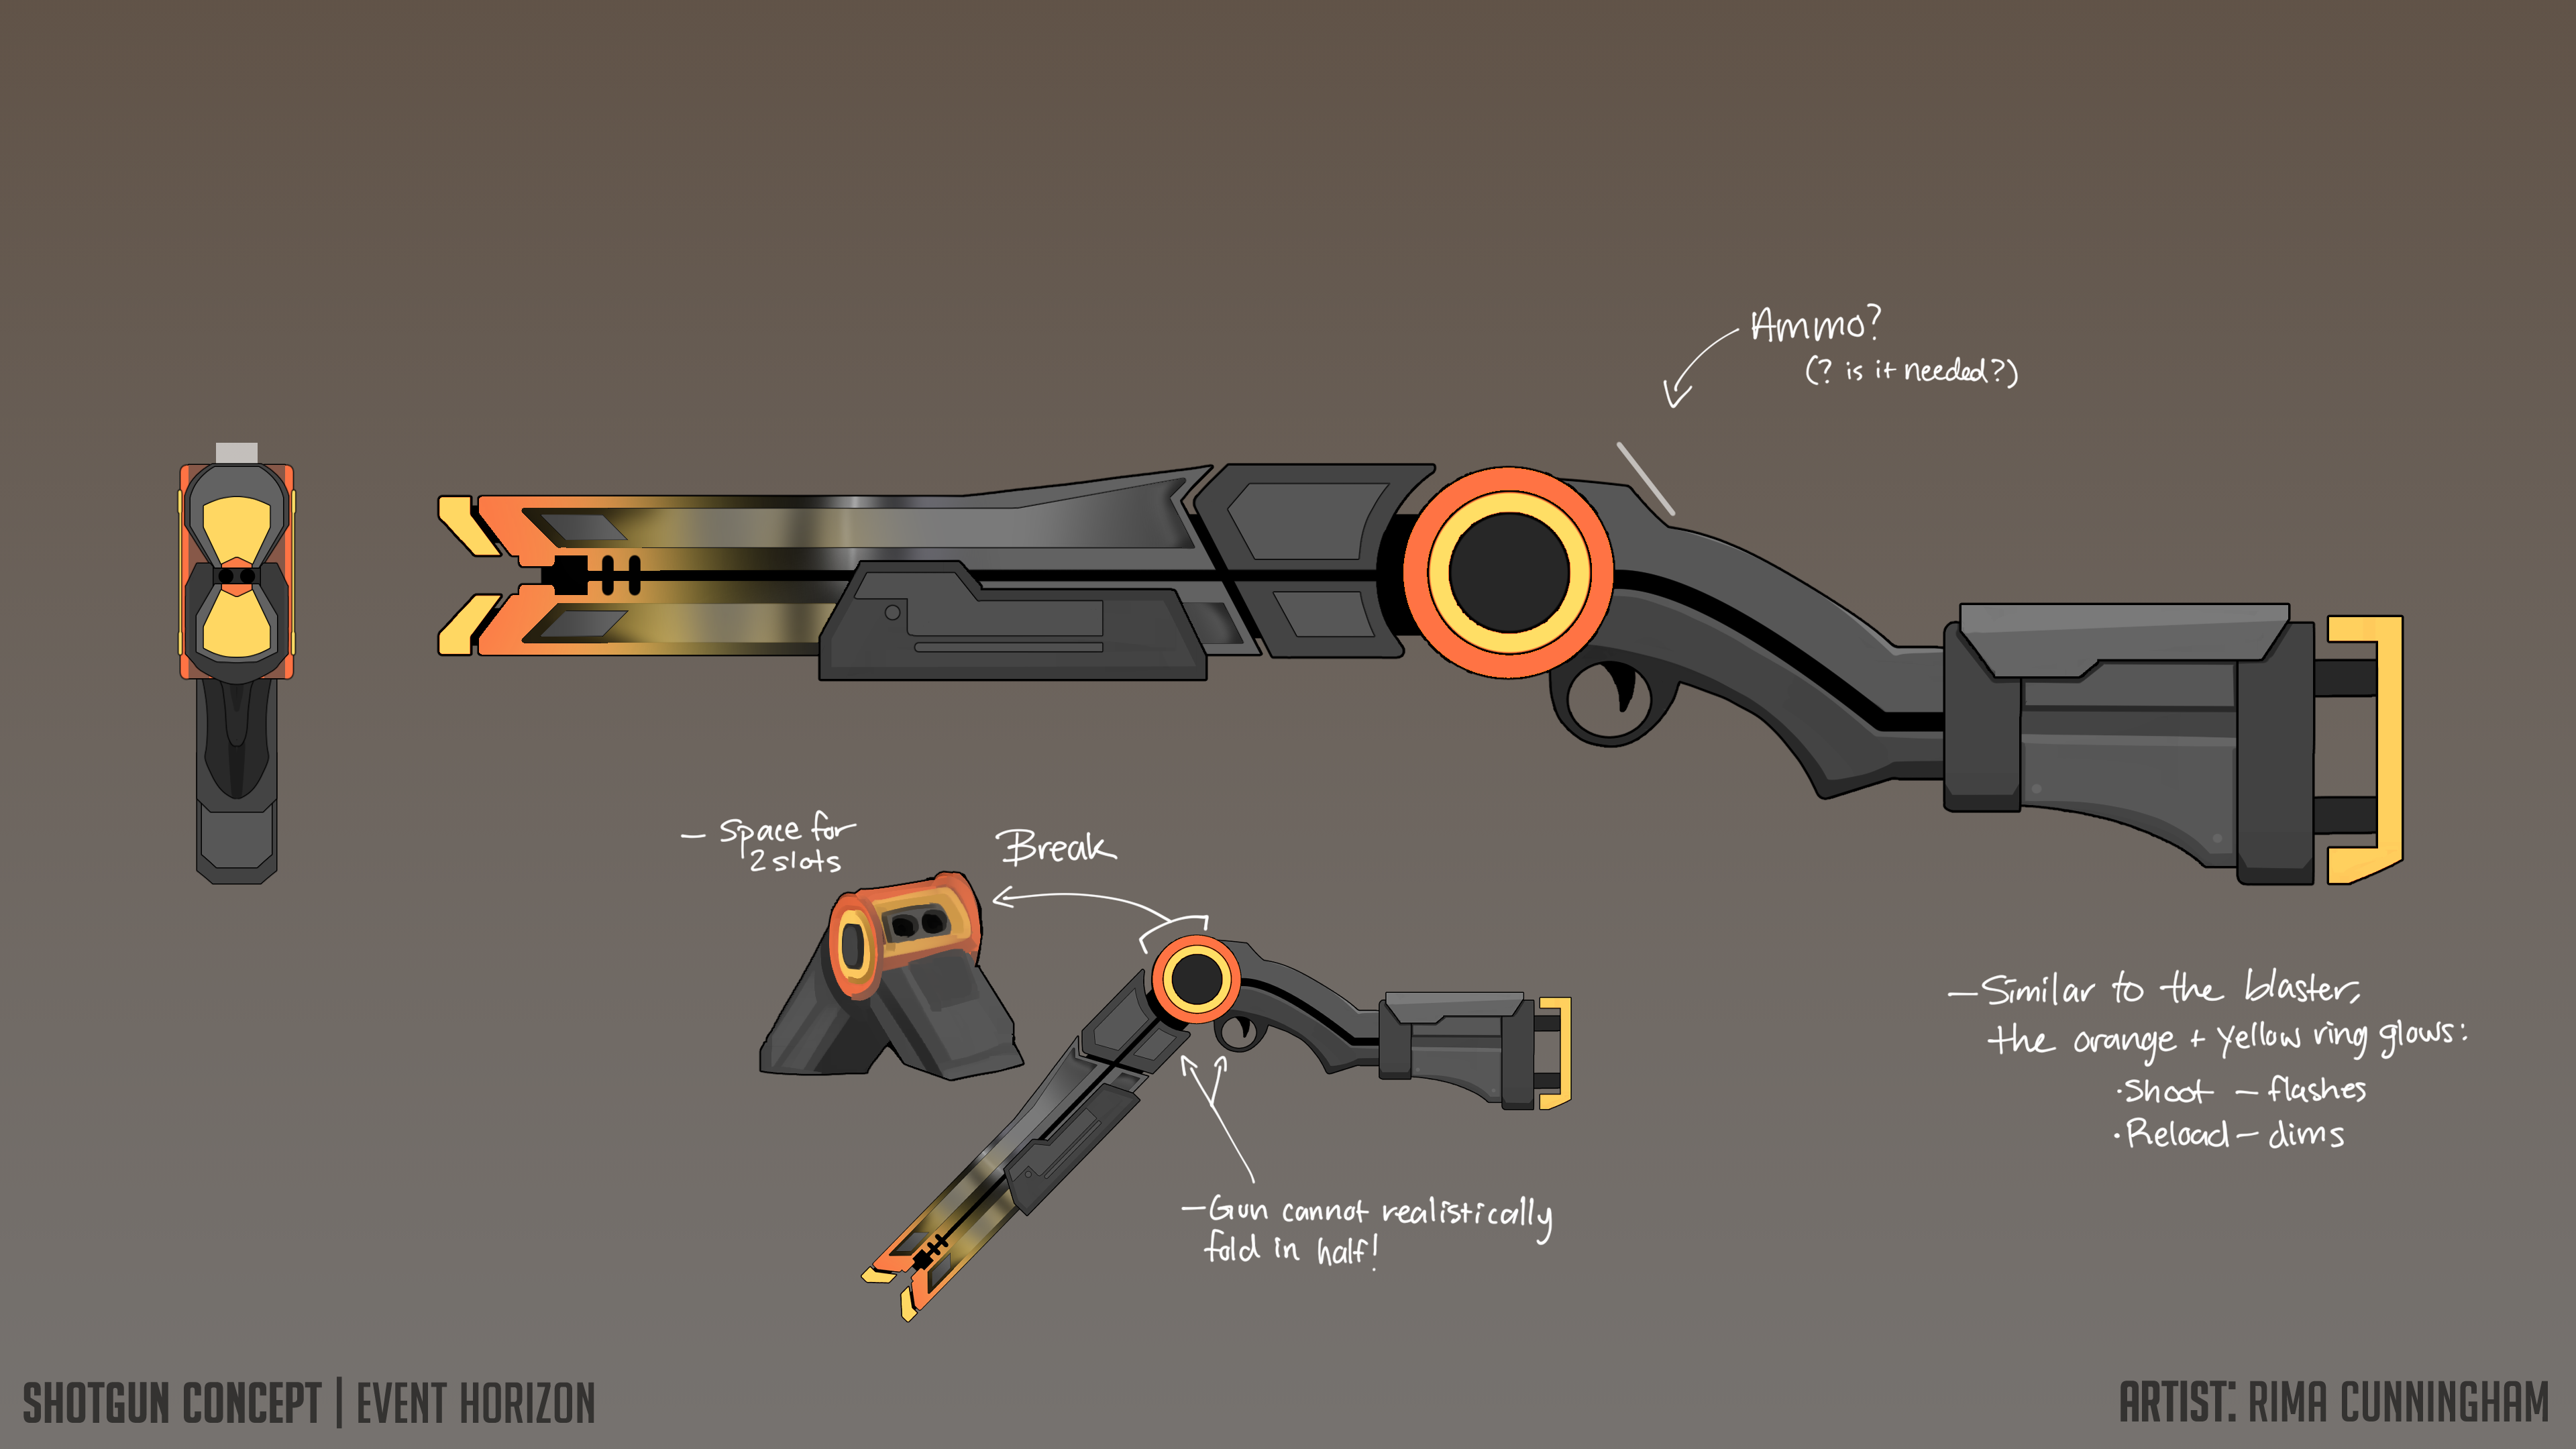 Ammo?
(? is it needed?)
— Space for
2 slots
Break
— Similar to the blaster,
the orange + yellow ring glows:
· Shoot — flashes
· Reload — dims
— Gun cannot realistically
fold in half!
SHOTGUN CONCEPT | EVENT HORIZON
ARTIST: RIMA CUNNINGHAM